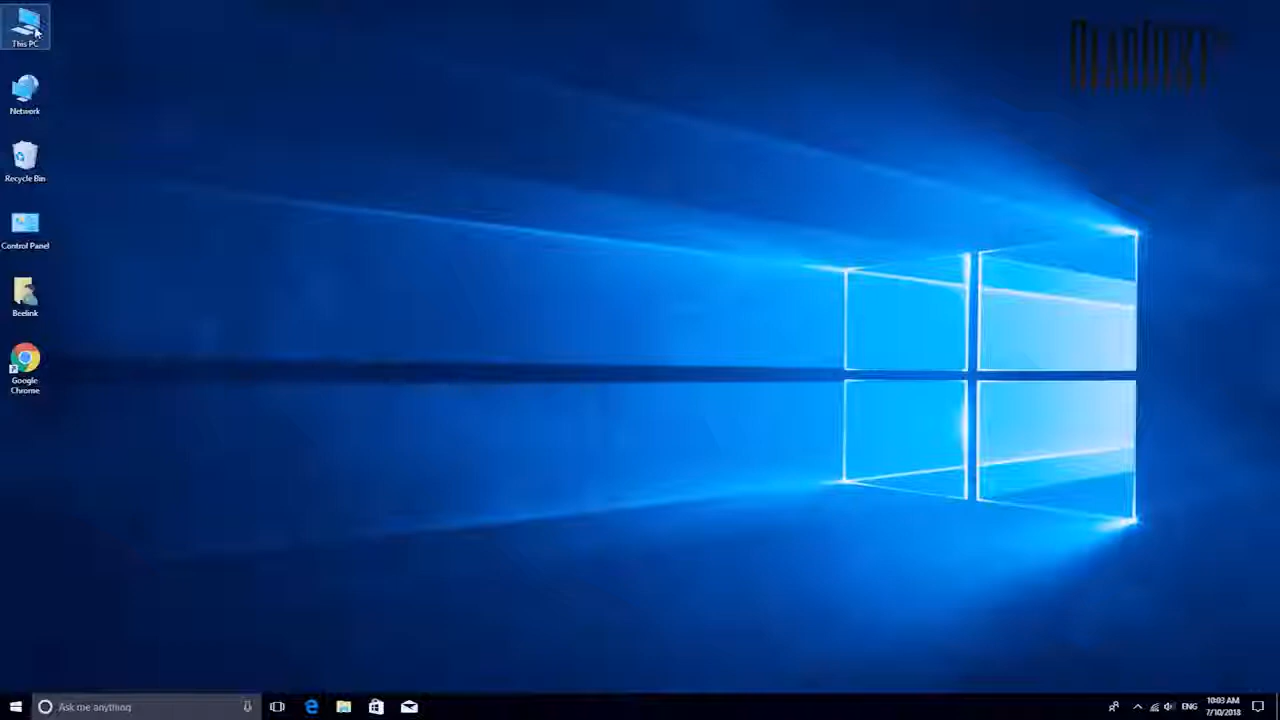 This PC
Network
Recycle Bin
Control Panel
Beelink
Google
Chrome
Ask me anything
ENG
10:03 AM
7/10/2018